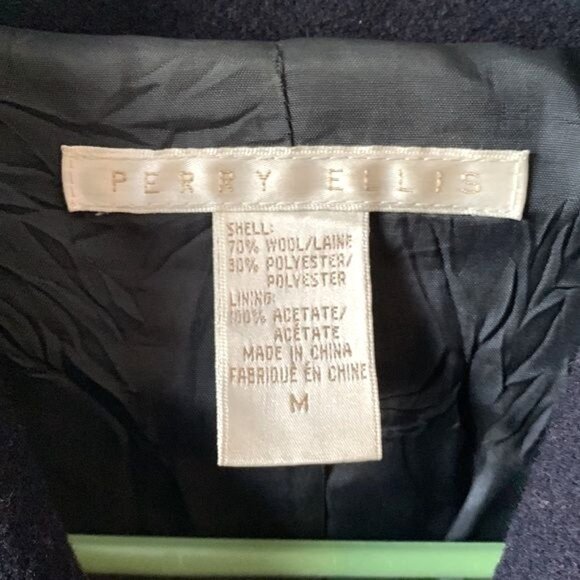 PERRY ELLIS
SHELL:
70% WOOL/LAINE
30% POLYESTER/
POLYESTER
LINING:
100% ACETATE/
ACÉTATE
MADE IN CHINA
FABRIQUÉ EN CHINE
M